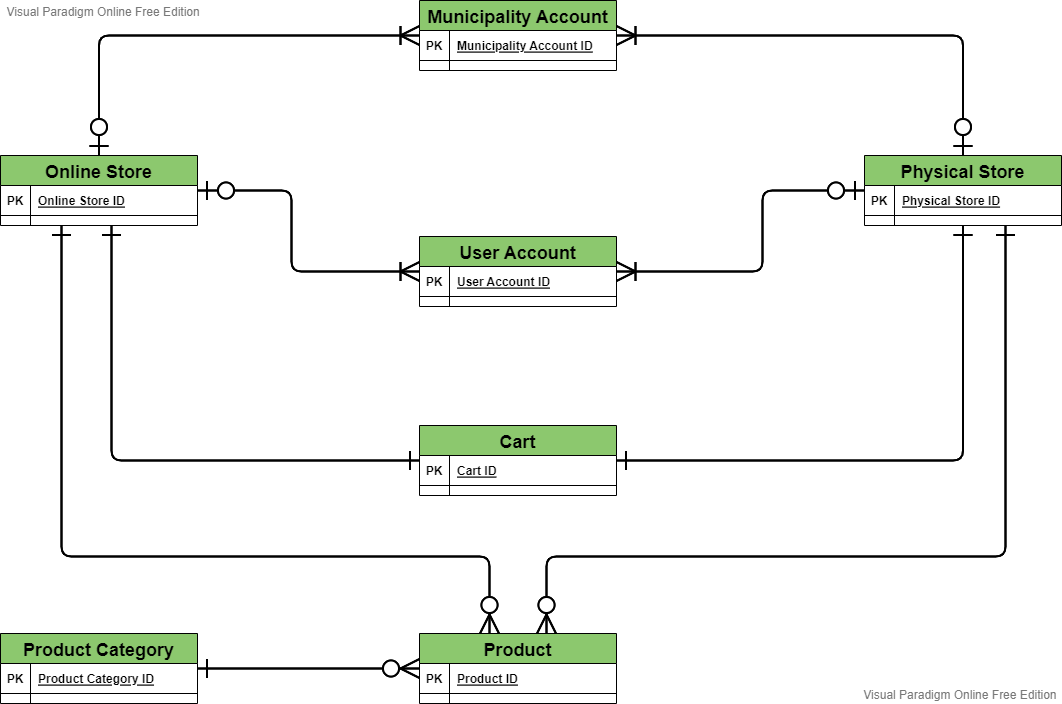 Visual Paradigm Online Free Edition
Municipality Account
PK Municipality Account ID
Online Store
PK Online Store ID
Physical Store
PK Physical Store ID
User Account
PK User Account ID
Cart
PK Cart ID
Product Category
PK Product Category ID
Product
PK Product ID
Visual Paradigm Online Free Edition